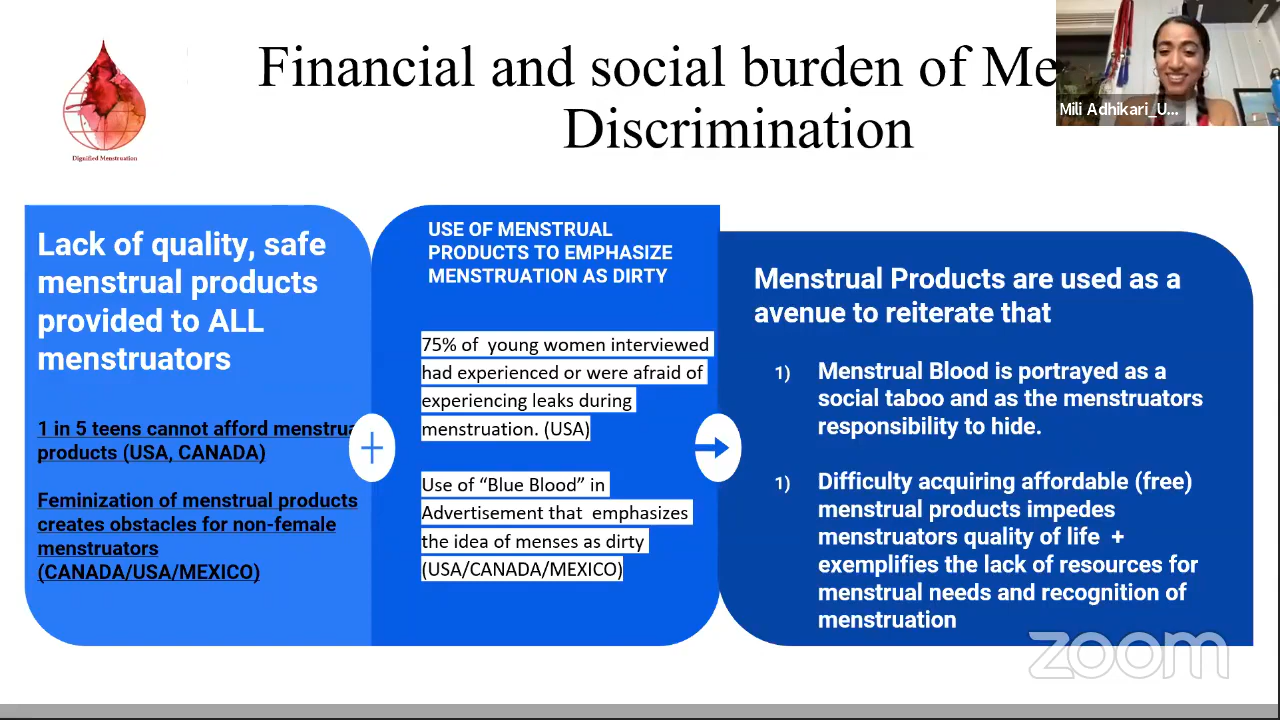 Financial and social burden of Me
Discrimination
Mili Adhikari_U...
Dignified Menstruation
Lack of quality, safe
menstrual products
provided to ALL
menstruators
1 in 5 teens cannot afford menstrua
products (USA, CANADA)
Feminization of menstrual products
creates obstacles for non-female
menstruators
(CANADA/USA/MEXICO)
USE OF MENSTRUAL
PRODUCTS TO EMPHASIZE
MENSTRUATION AS DIRTY
75% of young women interviewed
had experienced or were afraid of
experiencing leaks during
menstruation. (USA)
Use of “Blue Blood” in
Advertisement that emphasizes
the idea of menses as dirty
(USA/CANADA/MEXICO)
Menstrual Products are used as a
avenue to reiterate that
1) Menstrual Blood is portrayed as a
social taboo and as the menstruators
responsibility to hide.
1) Difficulty acquiring affordable (free)
menstrual products impedes
menstruators quality of life +
exemplifies the lack of resources for
menstrual needs and recognition of
menstruation
zoom